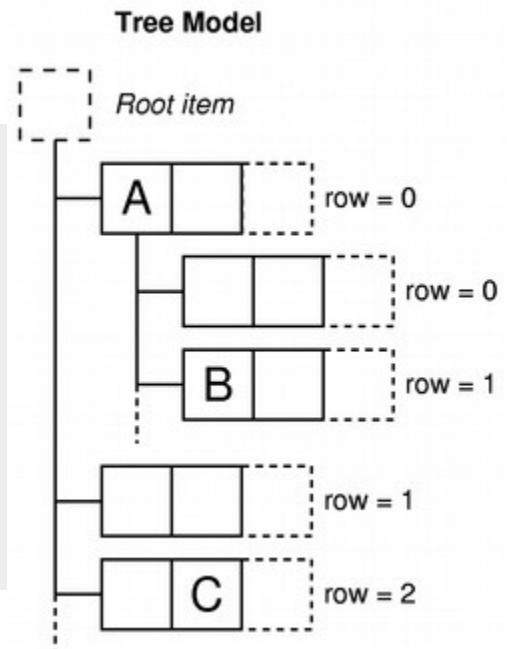 Tree Model
Root item
A row = 0
row = 0
B row = 1
row = 1
C row = 2